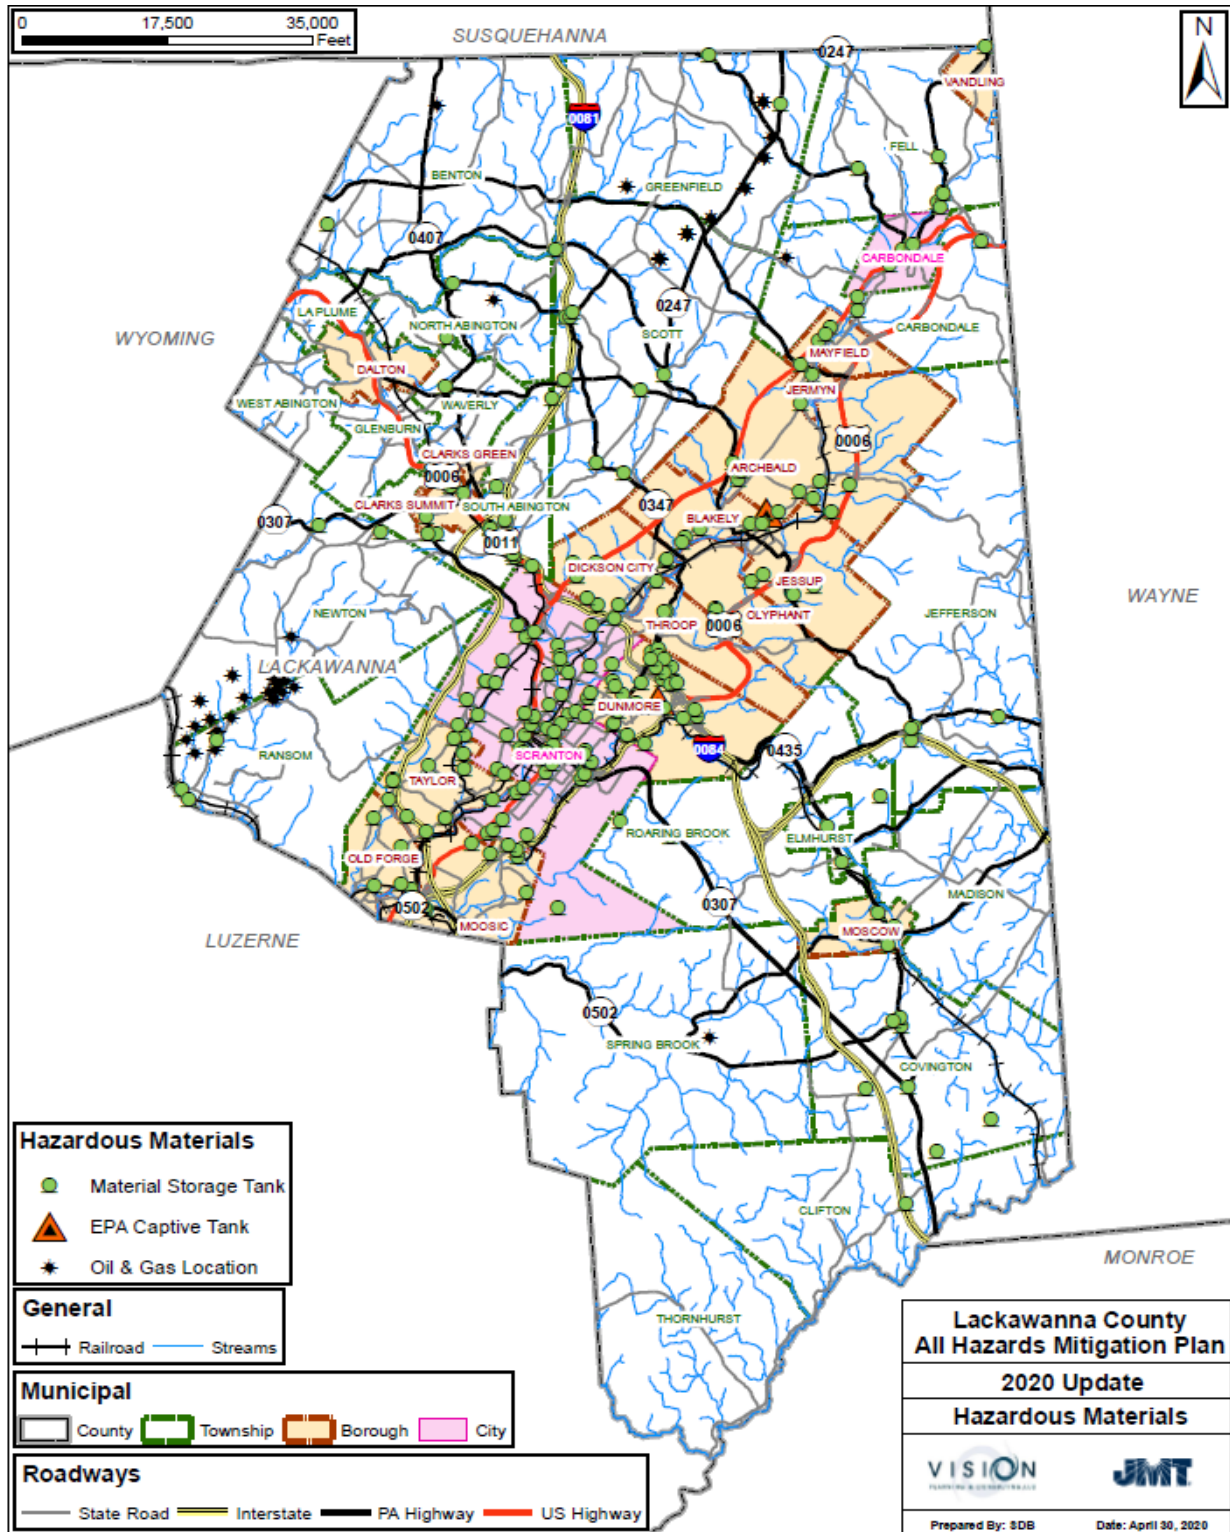 0 17,500 35,000
Feet
SUSQUEHANNA
N
0247
VANDLING
0081
FELL
BENTON
GREENFIELD
0407
CARBONDALE
0247
LA PLUME
NORTH ABINGTON
SCOTT
CARBONDALE
WYOMING
MAYFIELD
DALTON
JERMYN
WEST ABINGTON
WAVERLY
GLENBURN
0006
CLARKS GREEN
ARCHBALD
0006
CLARKS SUMMIT
SOUTH ABINGTON
0347
0307
BLAKELY
0011
DICKSON CITY
JESSUP
WAYNE
NEWTON
OLYPHANT
JEFFERSON
THROOP
0006
LACKAWANNA
DUNMORE
RANSOM
SCRANTON
0084
0435
TAYLOR
ROARING BROOK
ELMHURST
OLD FORGE
MADISON
0307
0502
MOOSIC
MOSCOW
LUZERNE
0502
SPRING BROOK
COVINGTON
CLIFTON
MONROE
THORNHURST
Hazardous Materials
Material Storage Tank
EPA Captive Tank
Oil & Gas Location
General
Railroad Streams
Municipal
County Township Borough City
Roadways
State Road Interstate PA Highway US Highway
Lackawanna County
All Hazards Mitigation Plan
2020 Update
Hazardous Materials
VISION
JMT
Prepared By: SDB Date: April 30, 2020